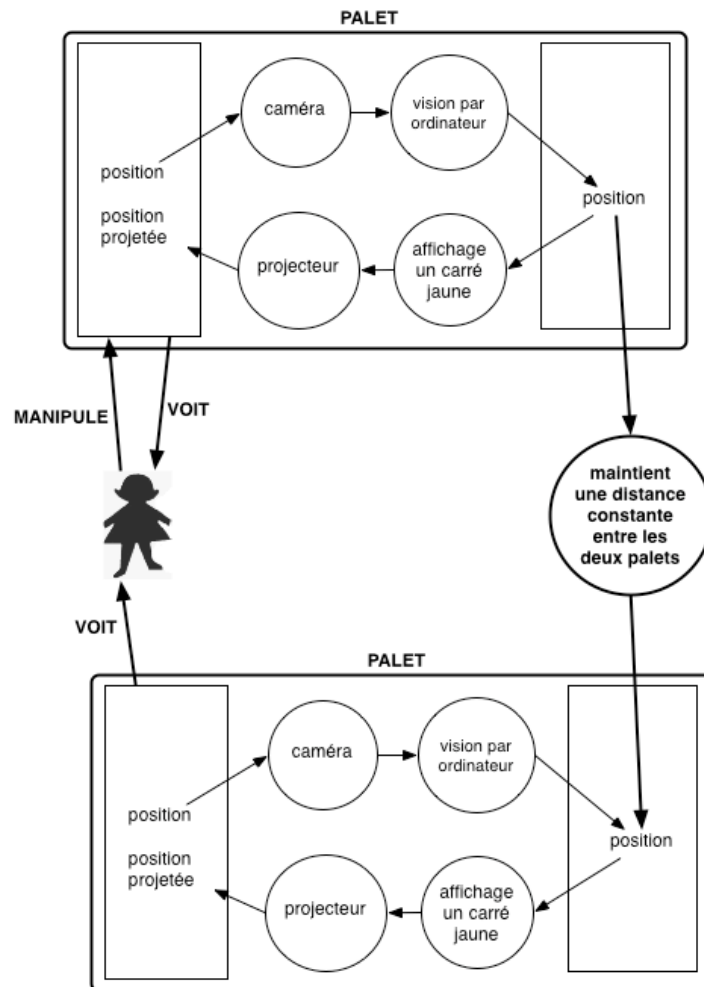 PALET
caméra
vision par
ordinateur
position
position
position
projetée
projecteur
affichage
un carré
jaune
MANIPULE
VOIT
maintient
une distance
constante
entre les
deux palets
VOIT
PALET
caméra
vision par
ordinateur
position
position
position
projetée
projecteur
affichage
un carré
jaune